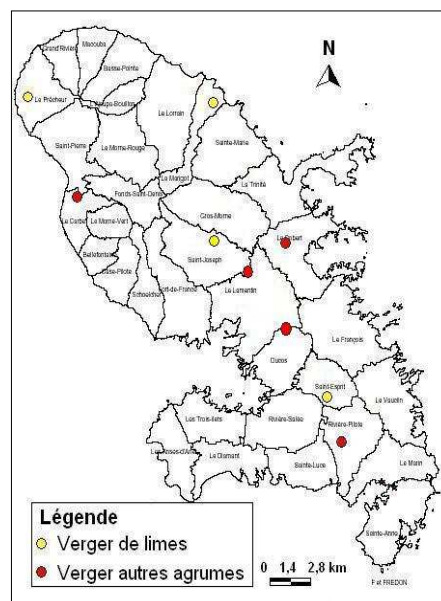 Grand'Rivière
Macouba
Basse-Pointe
N
Le Prêcheur
Ajoupa-Bouillon
Le Lorrain
Saint-Pierre
Le Morne-Rouge
Sainte-Marie
Le Marigot
La Trinité
Fonds-Saint-Denis
Le Carbet
Le Morne-Vert
Gros-Morne
Le Robert
Bellefontaine
Saint-Joseph
Case-Pilote
Schoelcher
Fort-de-France
Le Lamentin
Le François
Ducos
Saint-Esprit
Le Vauclin
Les Trois-Ilets
Rivière-Salée
Rivière-Pilote
Les Anses-d'Arlet
Le Diamant
Sainte-Luce
Le Marin
Sainte-Anne
Légende
Verger de limes
Verger autres agrumes
0 1,4 2,8 km
F et FREDON